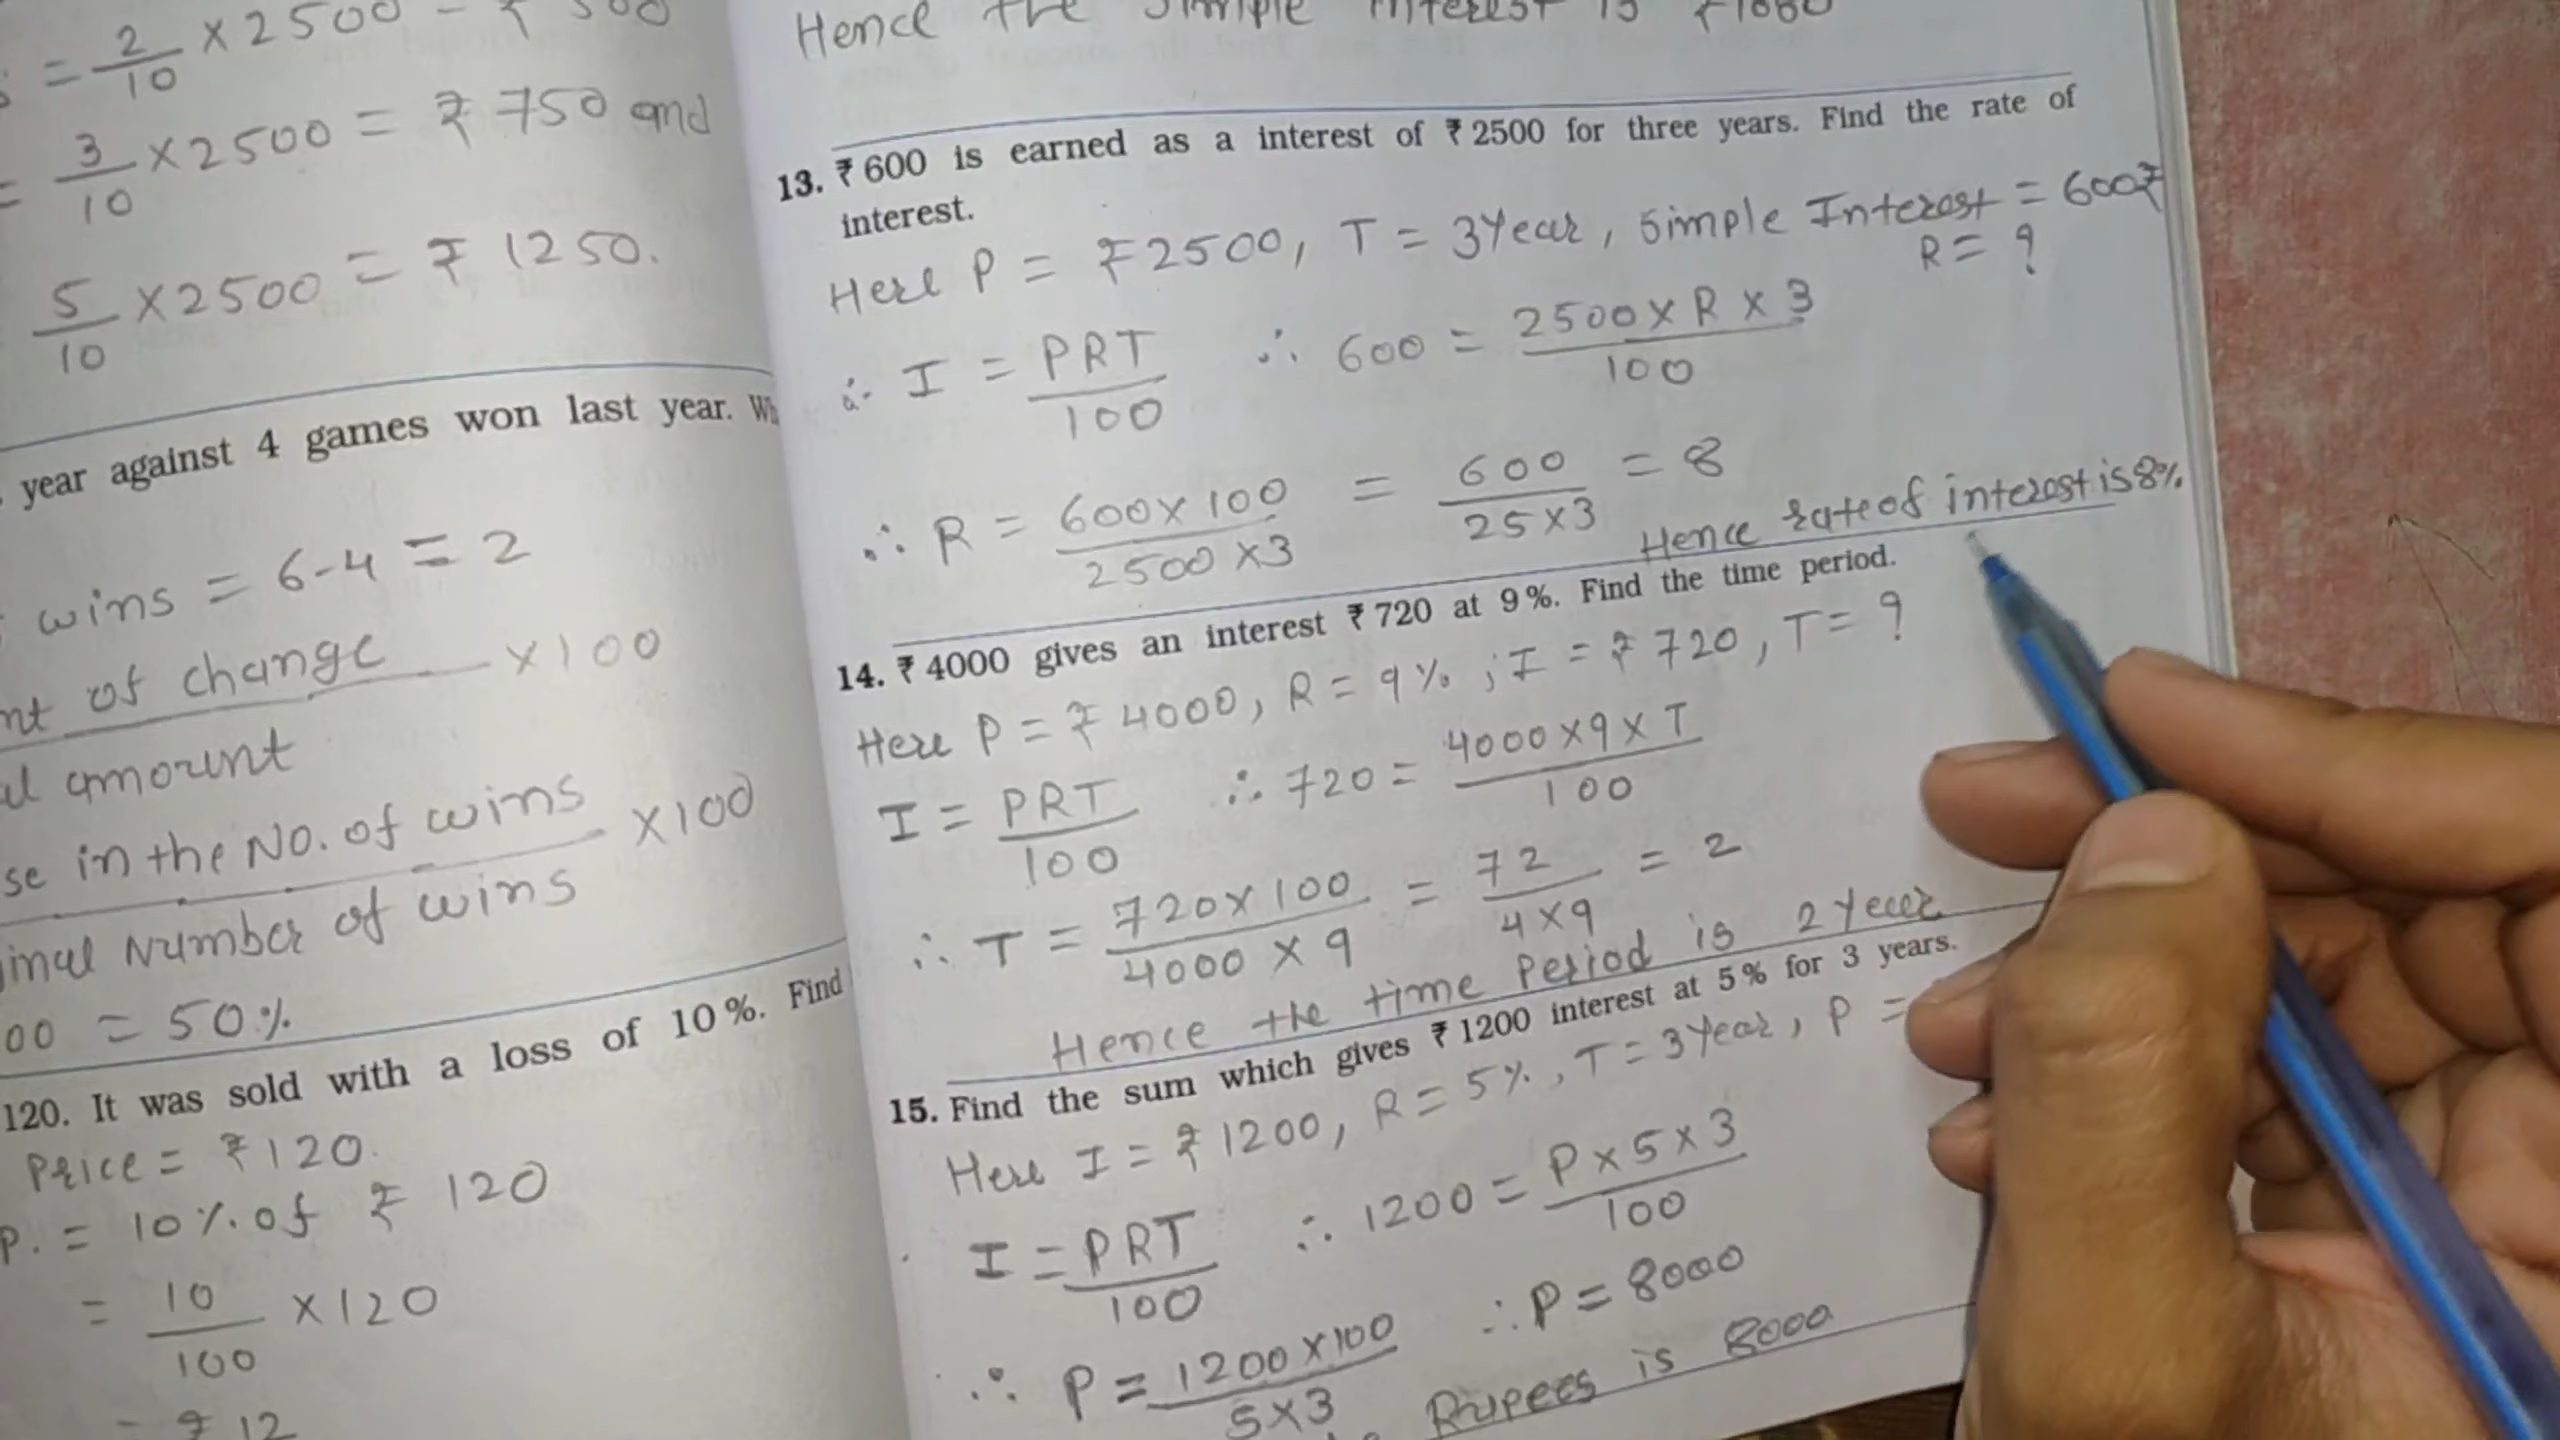 = 2/10 × 2500 = ₹ 500
= 3/10 × 2500 = ₹ 750 and
5/10 × 2500 = ₹ 1250.
year against 4 games won last year.
wins = 6-4 = 2
of change × 100
amount
in the No. of wins × 100
Number of wins
00 = 50%
120. It was sold with a loss of 10%. Find
Price = ₹120.
P. = 10% of ₹ 120
= 10/100 × 120
= ₹ 12
Hence the Simple Interest is
13. ₹ 600 is earned as a interest of ₹ 2500 for three years. Find the rate of
interest.
Here P = ₹2500, T = 3Year, Simple Interest = 600₹
R = ?
∴ I = PRT/100 ∴ 600 = 2500 × R × 3/100
∴ R = 600 × 100/2500 × 3 = 600/25 × 3 = 8
Hence rate of interest is 8%
14. ₹ 4000 gives an interest ₹ 720 at 9%. Find the time period.
Here P = ₹ 4000, R = 9%, I = ₹ 720, T = ?
I = PRT/100 ∴ 720 = 4000 × 9 × T/100
∴ T = 720 × 100/4000 × 9 = 72/4 × 9 = 2
Hence the time Period is 2 Year
15. Find the sum which gives ₹ 1200 interest at 5% for 3 years.
Here I = ₹ 1200, R = 5%, T = 3Year, P =
I = PRT/100 ∴ 1200 = P × 5 × 3/100
∴ P = 1200 × 100/5 × 3 ∴ P = 8000
Rupees is 8000